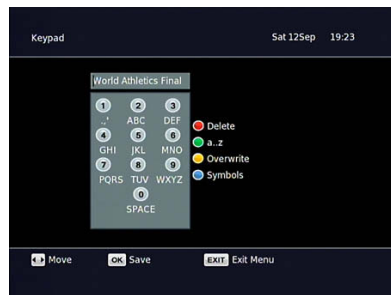 Keypad Sat 12Sep 19:23
World Athletics Final
1 2 3
.,' ABC DEF
4 5 6
GHI JKL MNO
7 8 9
PQRS TUV WXYZ
0
SPACE
Delete
a..z
Overwrite
Symbols
Move OK Save EXIT Exit Menu